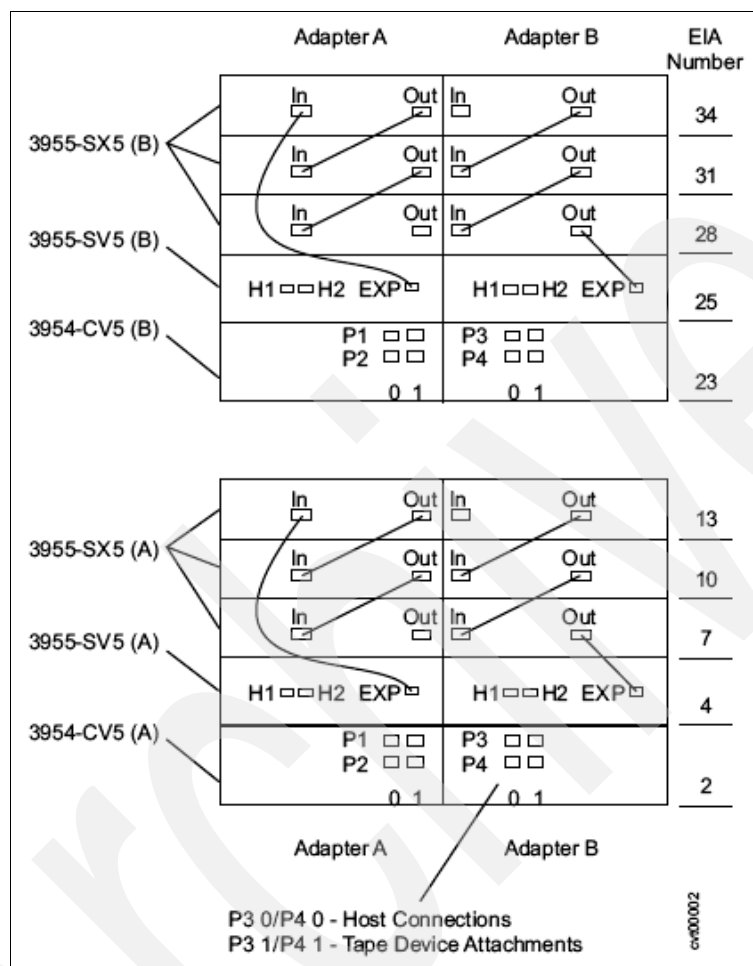 Adapter A Adapter B EIA Number
In Out In Out 34
3955-SX5 (B)
In Out In Out 31
In Out In Out 28
3955-SV5 (B)
H1 H2 EXP H1 H2 EXP 25
3954-CV5 (B)
P1 P3
P2 P4
0 1 0 1 23
In Out In Out 13
3955-SX5 (A)
In Out In Out 10
In Out In Out 7
3955-SV5 (A)
H1 H2 EXP H1 H2 EXP 4
3954-CV5 (A)
P1 P3
P2 P4
0 1 0 1 2
Adapter A Adapter B
P3 0/P4 0 - Host Connections
P3 1/P4 1 - Tape Device Attachments